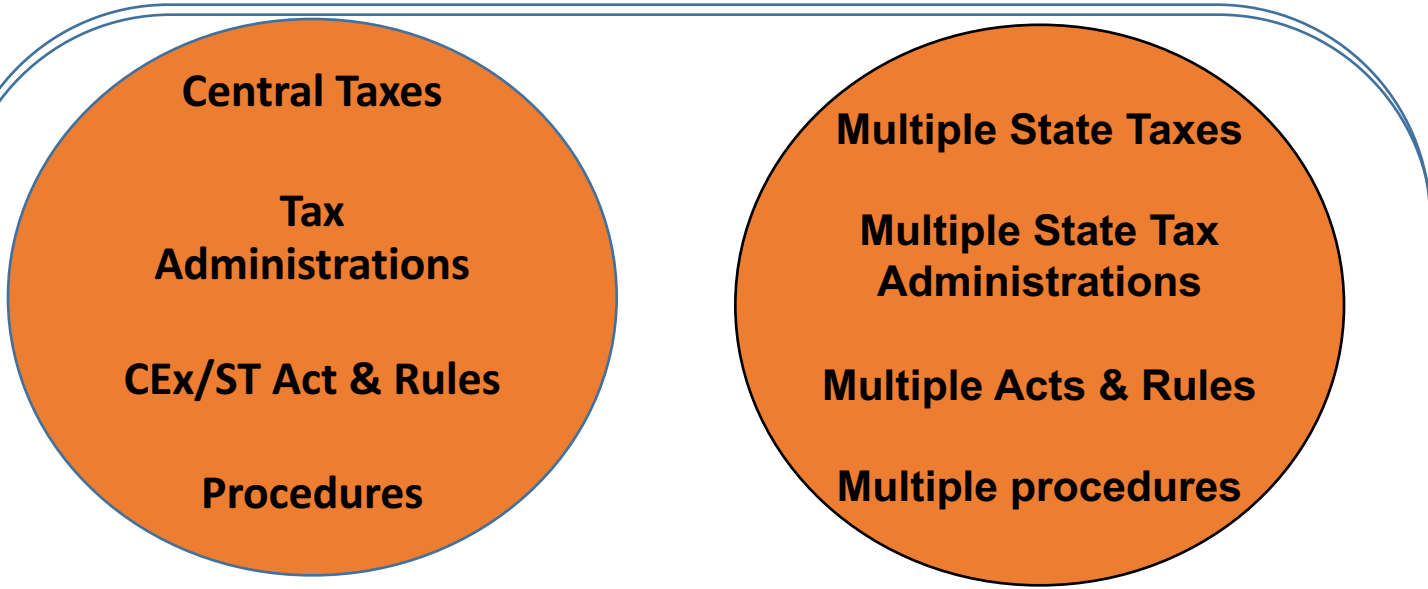 Central Taxes
Tax
Administrations
CEx/ST Act & Rules
Procedures
Multiple State Taxes
Multiple State Tax
Administrations
Multiple Acts & Rules
Multiple procedures